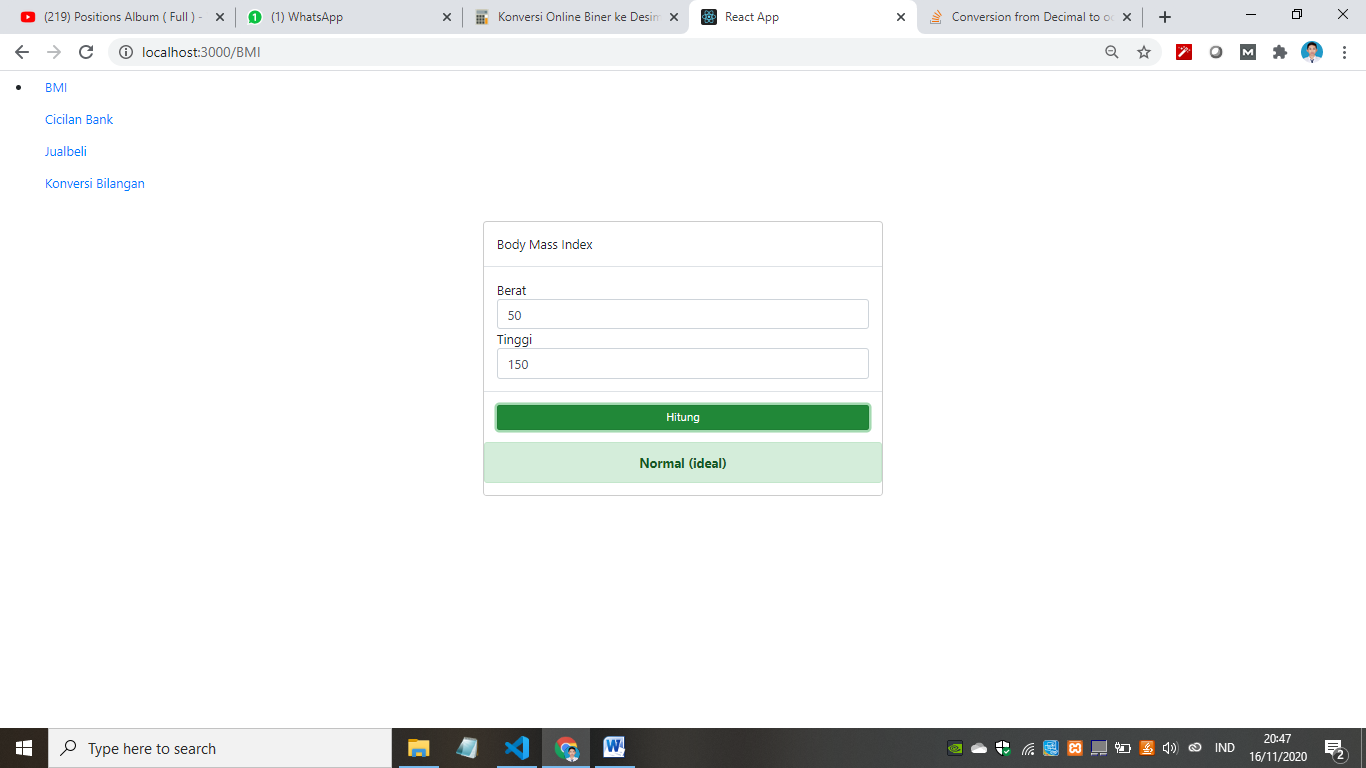 (219) Positions Album ( Full ) -
(1) WhatsApp
Konversi Online Biner ke Desim
React App
Conversion from Decimal to oc
localhost:3000/BMI
BMI
Cicilan Bank
Jualbeli
Konversi Bilangan
Body Mass Index
Berat
50
Tinggi
150
Hitung
Normal (ideal)
Type here to search
IND
20:47
16/11/2020
2